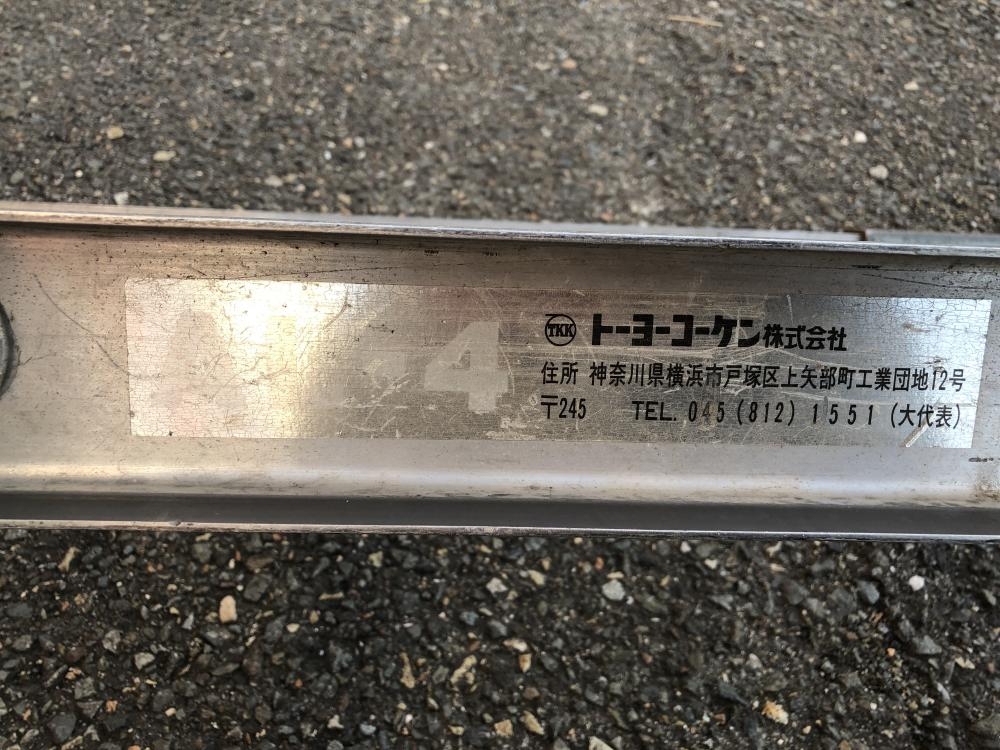 4
TKK トーヨーコーケン株式会社
住所 神奈川県横浜市戸塚区上矢部町工業団地12号
〒245 TEL. 045 (812) 1551 (大代表)